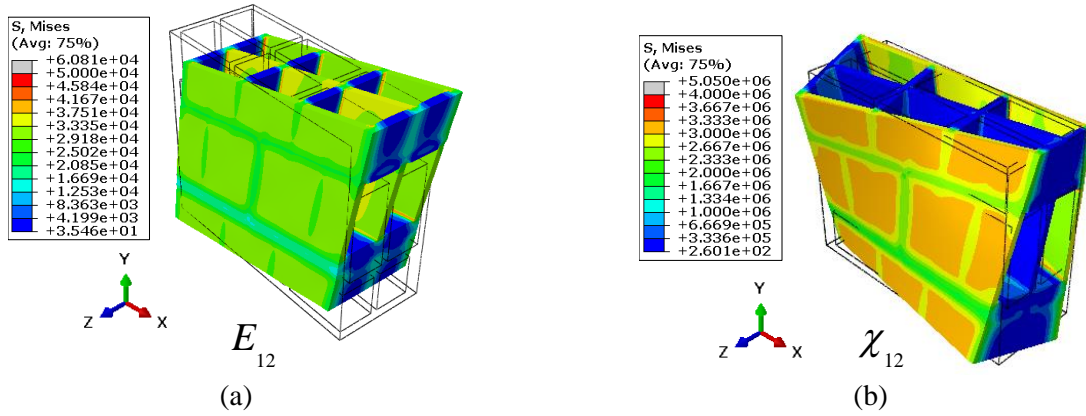 S, Mises
(Avg: 75%)
+6.081e+04
+5.000e+04
+4.584e+04
+4.167e+04
+3.751e+04
+3.335e+04
+2.918e+04
+2.502e+04
+2.085e+04
+1.669e+04
+1.253e+04
+8.363e+03
+4.199e+03
+3.546e+01
Y
Z
X
E12
(a)
S, Mises
(Avg: 75%)
+5.050e+06
+4.000e+06
+3.667e+06
+3.333e+06
+3.000e+06
+2.667e+06
+2.333e+06
+2.000e+06
+1.667e+06
+1.334e+06
+1.000e+06
+6.669e+05
+3.336e+05
+2.601e+02
Y
Z
X
χ12
(b)